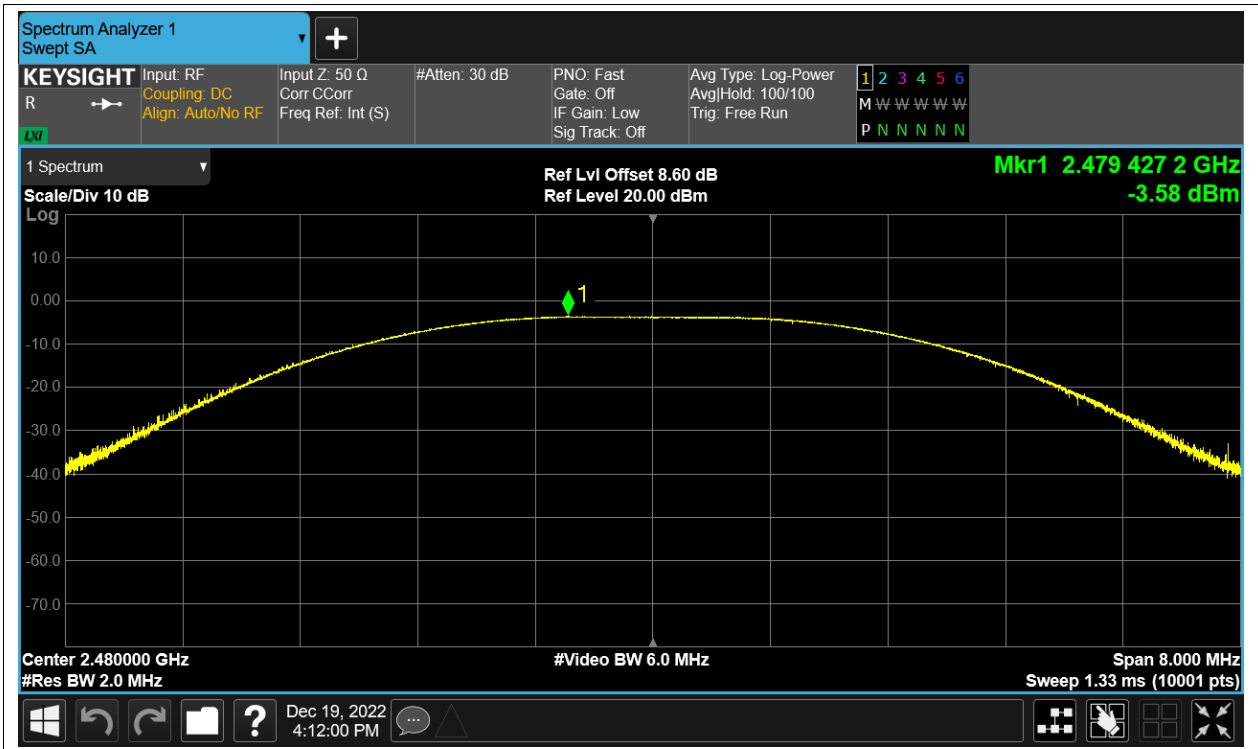 Spectrum Analyzer 1
Swept SA
KEYSIGHT
R
LXI
Input: RF
Coupling: DC
Align: Auto/No RF
Input Z: 50 Ω
Corr CCorr
Freq Ref: Int (S)
#Atten: 30 dB
PNO: Fast
Gate: Off
IF Gain: Low
Sig Track: Off
Avg Type: Log-Power
Avg|Hold: 100/100
Trig: Free Run
1 2 3 4 5 6
M W W W W W
P N N N N N
1 Spectrum
Scale/Div 10 dB
Log
Ref Lvl Offset 8.60 dB
Ref Level 20.00 dBm
Mkr1 2.479 427 2 GHz
-3.58 dBm
1
10.0
0.00
-10.0
-20.0
-30.0
-40.0
-50.0
-60.0
-70.0
Center 2.480000 GHz
#Res BW 2.0 MHz
#Video BW 6.0 MHz
Span 8.000 MHz
Sweep 1.33 ms (10001 pts)
?
Dec 19, 2022
4:12:00 PM